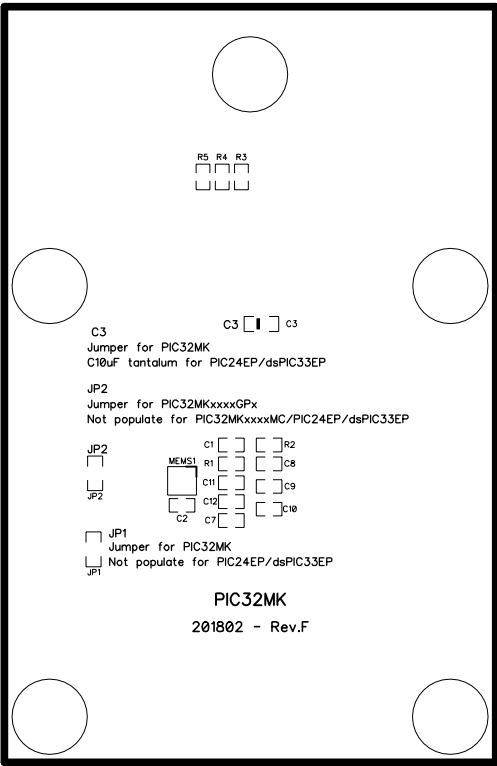 R5 R4 R3
C3 C3
C3
Jumper for PIC32MK
C10uF tantalum for PIC24EP/dsPIC33EP
JP2
Jumper for PIC32MKxxxxGPx
Not populate for PIC32MKxxxxMC/PIC24EP/dsPIC33EP
C1 R2
JP2
MEMS1 R1 C8
C11 C9
JP2
C12 C10
C2 C7
JP1
Jumper for PIC32MK
Not populate for PIC24EP/dsPIC33EP
JP1
PIC32MK
201802 - Rev.F